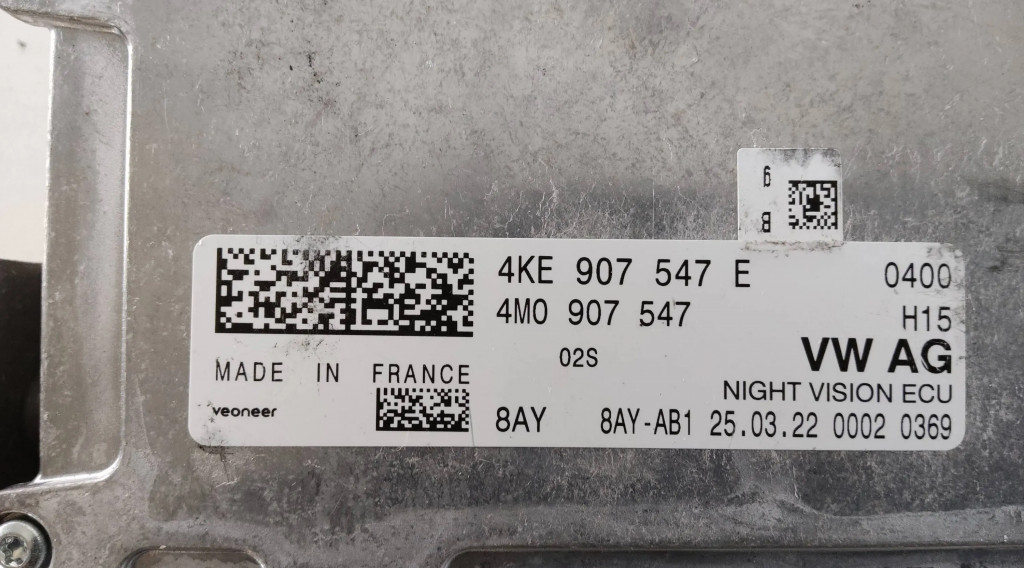 6
B
4KE 907 547 E 0400
4M0 907 547 H15
02S VW AG
MADE IN FRANCE NIGHT VISION ECU
veoneer 8AY 8AY-AB1 25.03.22 0002 0369